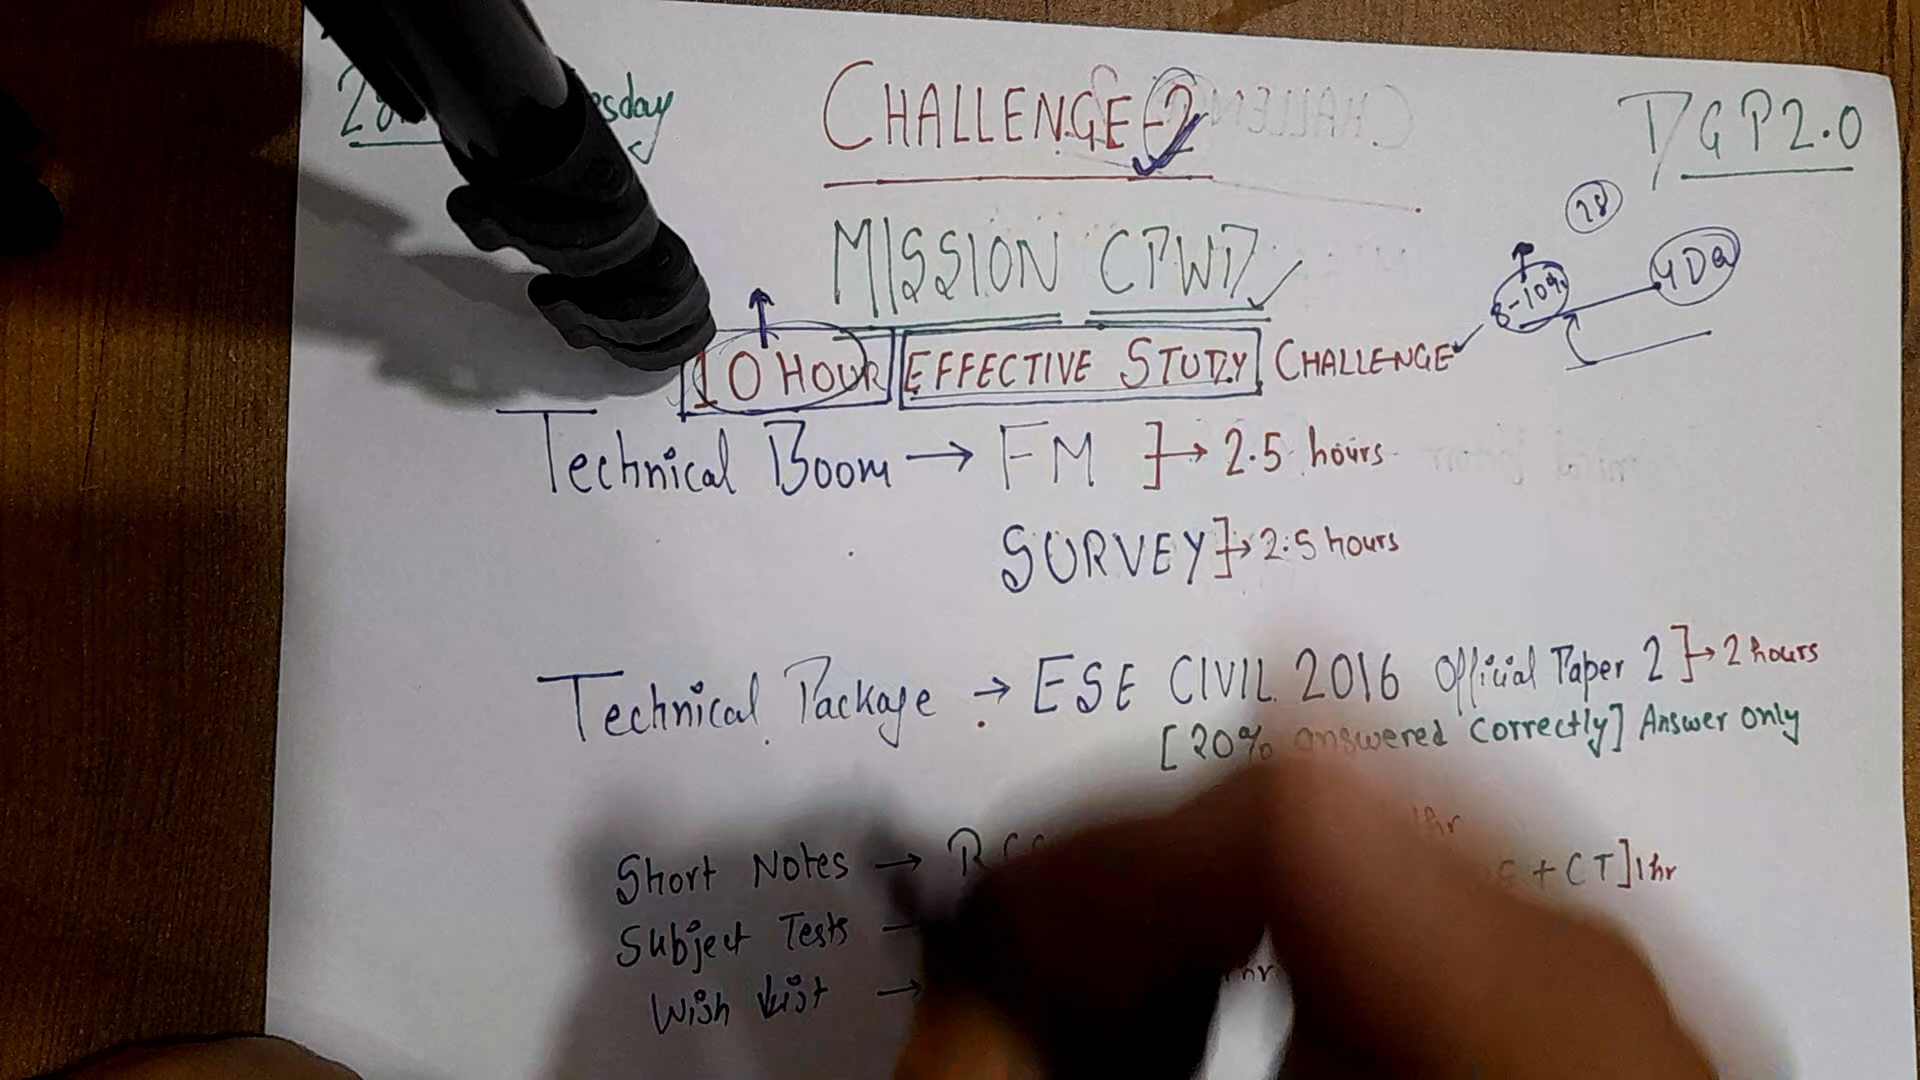 CHALLENGE-2
DGP2.0
28
MISSION CPWD
8-10%
10 HOUR EFFECTIVE STUDY CHALLENGE
Technical Boom → FM ]→ 2.5 hours
SURVEY]→ 2.5 hours
Technical Package → ESE CIVIL 2016 Official Paper 2 ]→ 2 hours
[20% answered correctly] Answer only
1hr
Short Notes → + CT]1hr
Subject Tests
Wish List → hr